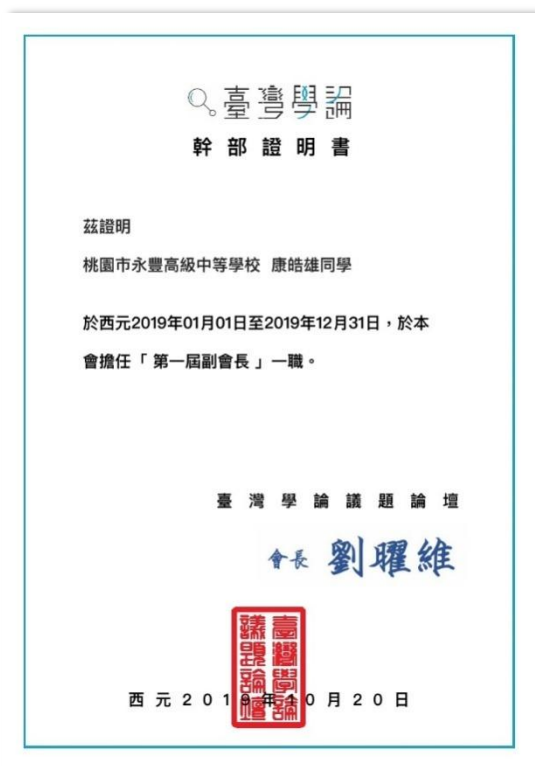 臺灣學論
幹部證明書
茲證明
桃園市永豐高級中等學校 康皓雄同學
於西元2019年01月01日至2019年12月31日,於本
會擔任「 第一屆副會長 」一職。
臺灣學論議題論壇
會長 劉曜維
臺灣學論
議題論壇
西元2019年10月20日